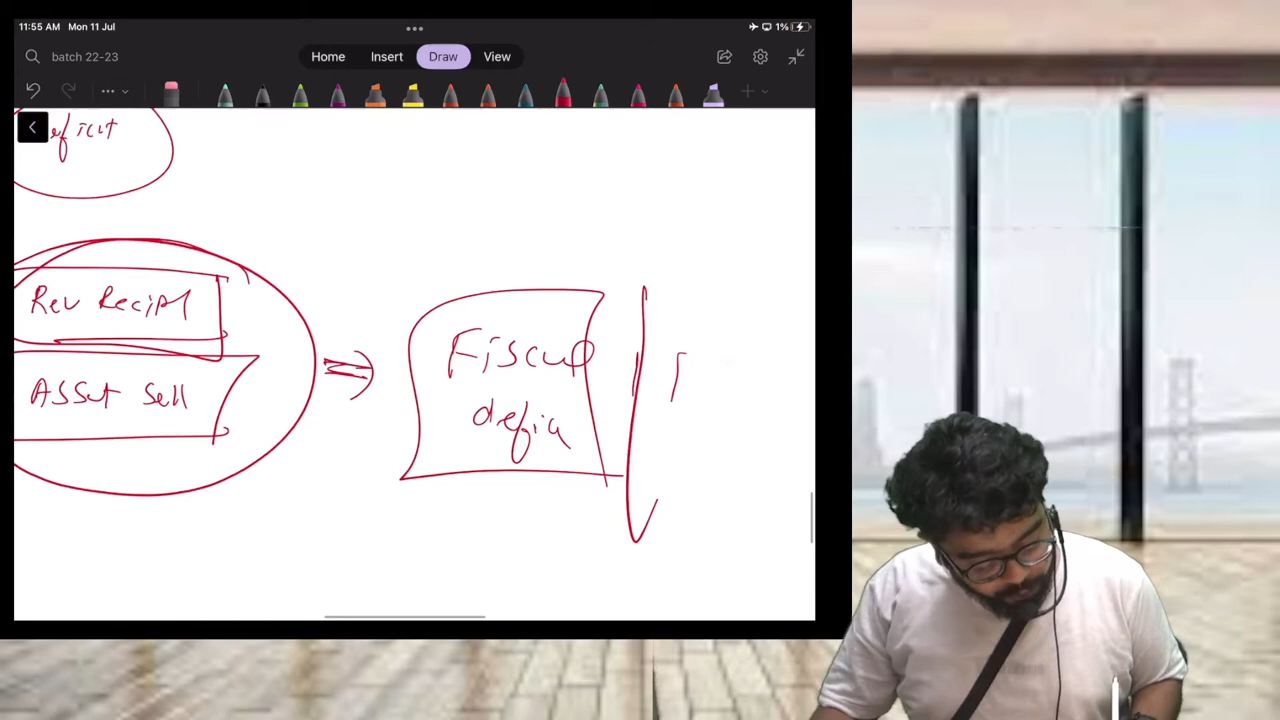 11:55 AM Mon 11 Jul
1%
batch 22-23
Home Insert Draw View
eficit
Rev Recipt
ASSet Sell
Fiscal
defici